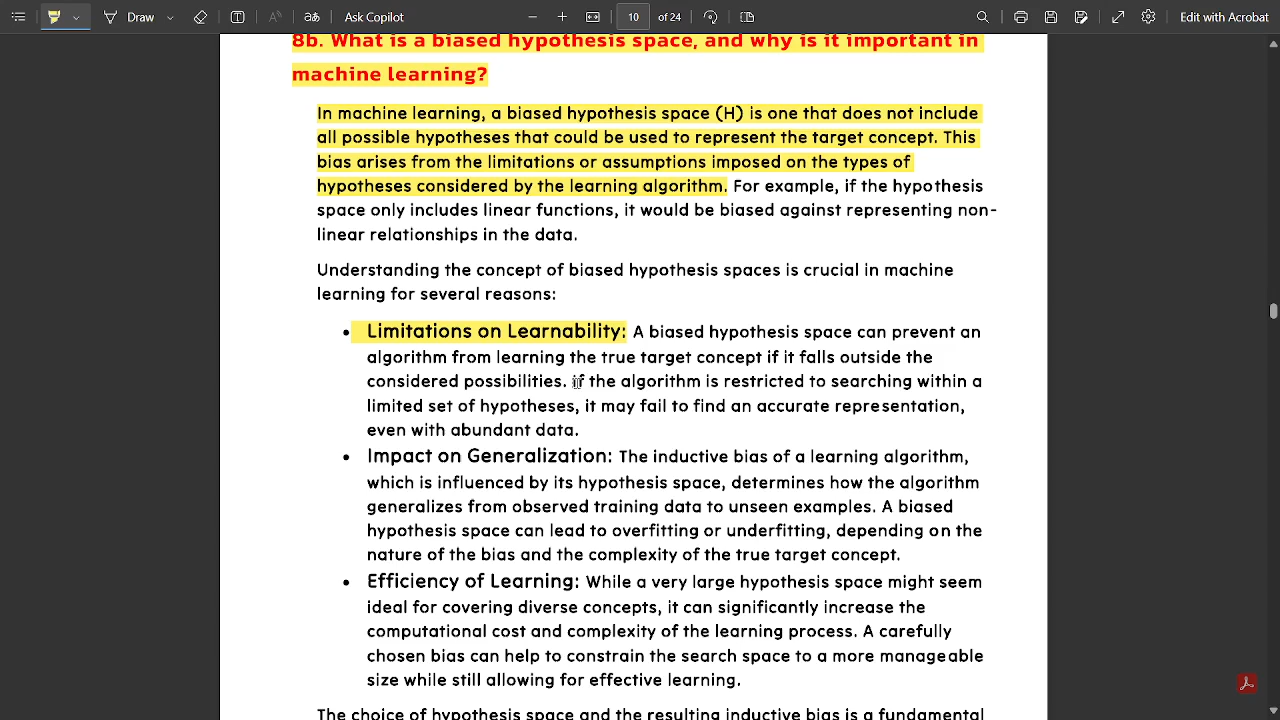 Draw
Ask Copilot
10 of 24
Edit with Acrobat
8b. What is a biased hypothesis space, and why is it important in
machine learning?
In machine learning, a biased hypothesis space (H) is one that does not include
all possible hypotheses that could be used to represent the target concept. This
bias arises from the limitations or assumptions imposed on the types of
hypotheses considered by the learning algorithm. For example, if the hypothesis
space only includes linear functions, it would be biased against representing non-
linear relationships in the data.
Understanding the concept of biased hypothesis spaces is crucial in machine
learning for several reasons:
• Limitations on Learnability: A biased hypothesis space can prevent an
algorithm from learning the true target concept if it falls outside the
considered possibilities. If the algorithm is restricted to searching within a
limited set of hypotheses, it may fail to find an accurate representation,
even with abundant data.
• Impact on Generalization: The inductive bias of a learning algorithm,
which is influenced by its hypothesis space, determines how the algorithm
generalizes from observed training data to unseen examples. A biased
hypothesis space can lead to overfitting or underfitting, depending on the
nature of the bias and the complexity of the true target concept.
• Efficiency of Learning: While a very large hypothesis space might seem
ideal for covering diverse concepts, it can significantly increase the
computational cost and complexity of the learning process. A carefully
chosen bias can help to constrain the search space to a more manageable
size while still allowing for effective learning.
The choice of hypothesis space and the resulting inductive bias is a fundamental